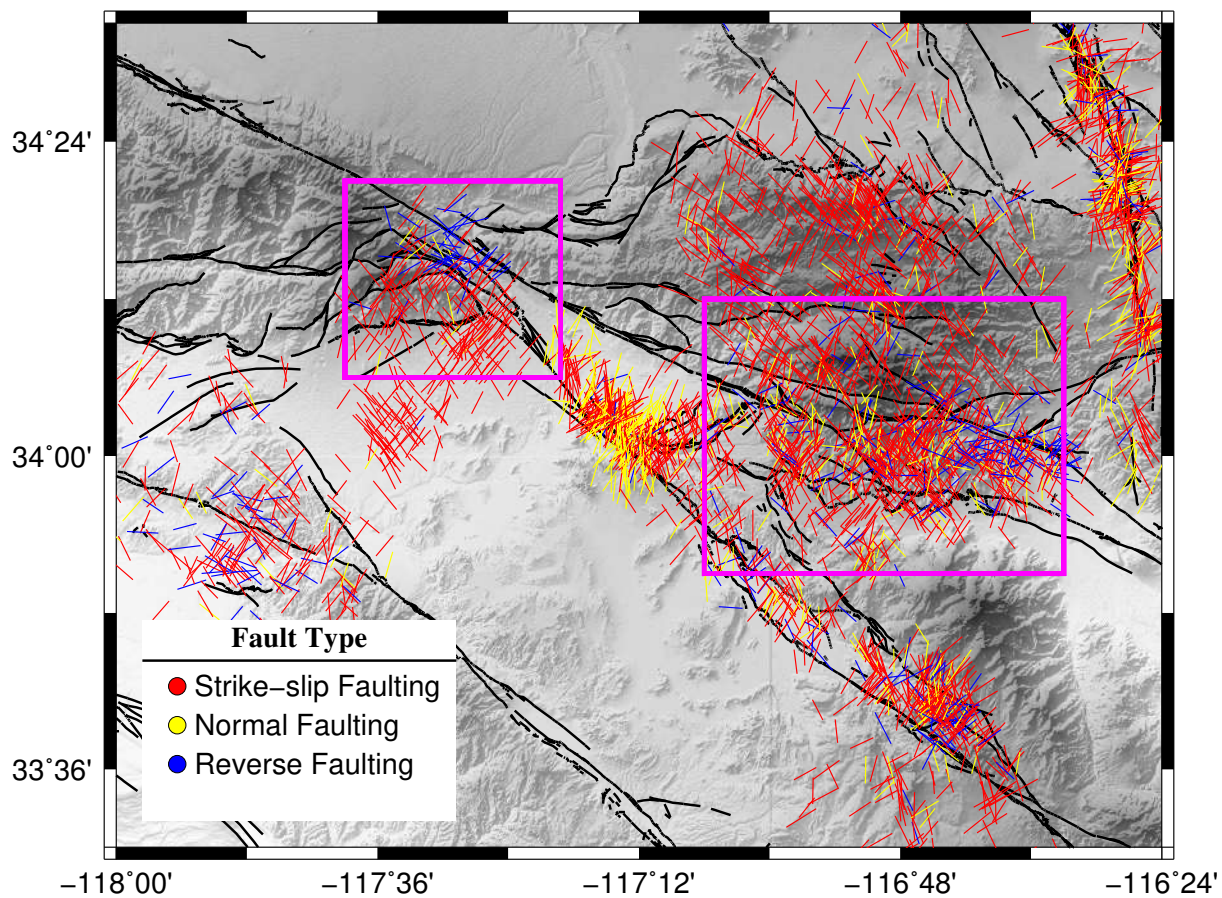 34°24'
34°00'
33°36'
Fault Type
Strike−slip Faulting
Normal Faulting
Reverse Faulting
−118°00'
−117°36'
−117°12'
−116°48'
−116°24'